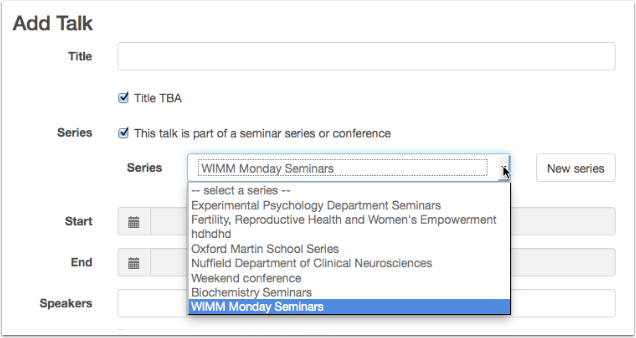 Add Talk
Title
Title TBA
Series
This talk is part of a seminar series or conference
Series
WIMM Monday Seminars
New series
-- select a series --
Experimental Psychology Department Seminars
Fertility, Reproductive Health and Women's Empowerment
hdhdhd
Oxford Martin School Series
Nuffield Department of Clinical Neurosciences
Weekend conference
Biochemistry Seminars
WIMM Monday Seminars
Start
End
Speakers